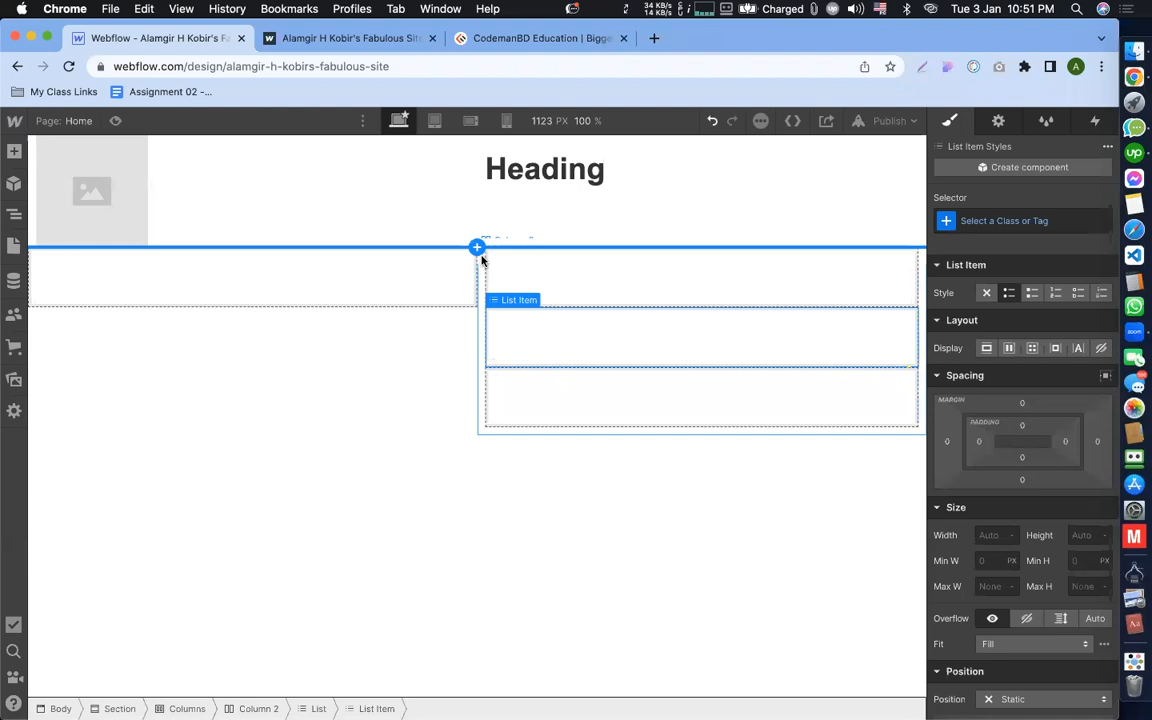 Chrome File Edit View History Bookmarks Profiles Tab Window Help 34 KB/s 14 KB/s Charged Tue 3 Jan 10:51 PM
Webflow - Alamgir H Kobir's Fa Alamgir H Kobir's Fabulous Sit CodemanBD Education | Bigge
webflow.com/design/alamgir-h-kobirs-fabulous-site A
My Class Links Assignment 02 -...
Page: Home 1123 PX 100 % Publish
List Item Styles
Create component
Heading
Selector
Select a Class or Tag
List Item
List Item
Style
Layout
Display
Spacing
MARGIN 0
PADDING 0
0 0 0 0
0
0
Size
Width Auto - Height Auto -
Min W 0 PX Min H 0 PX
Max W None - Max H None -
Overflow Auto
Fit Fill
Position
Position Static
Body Section Columns Column 2 List List Item